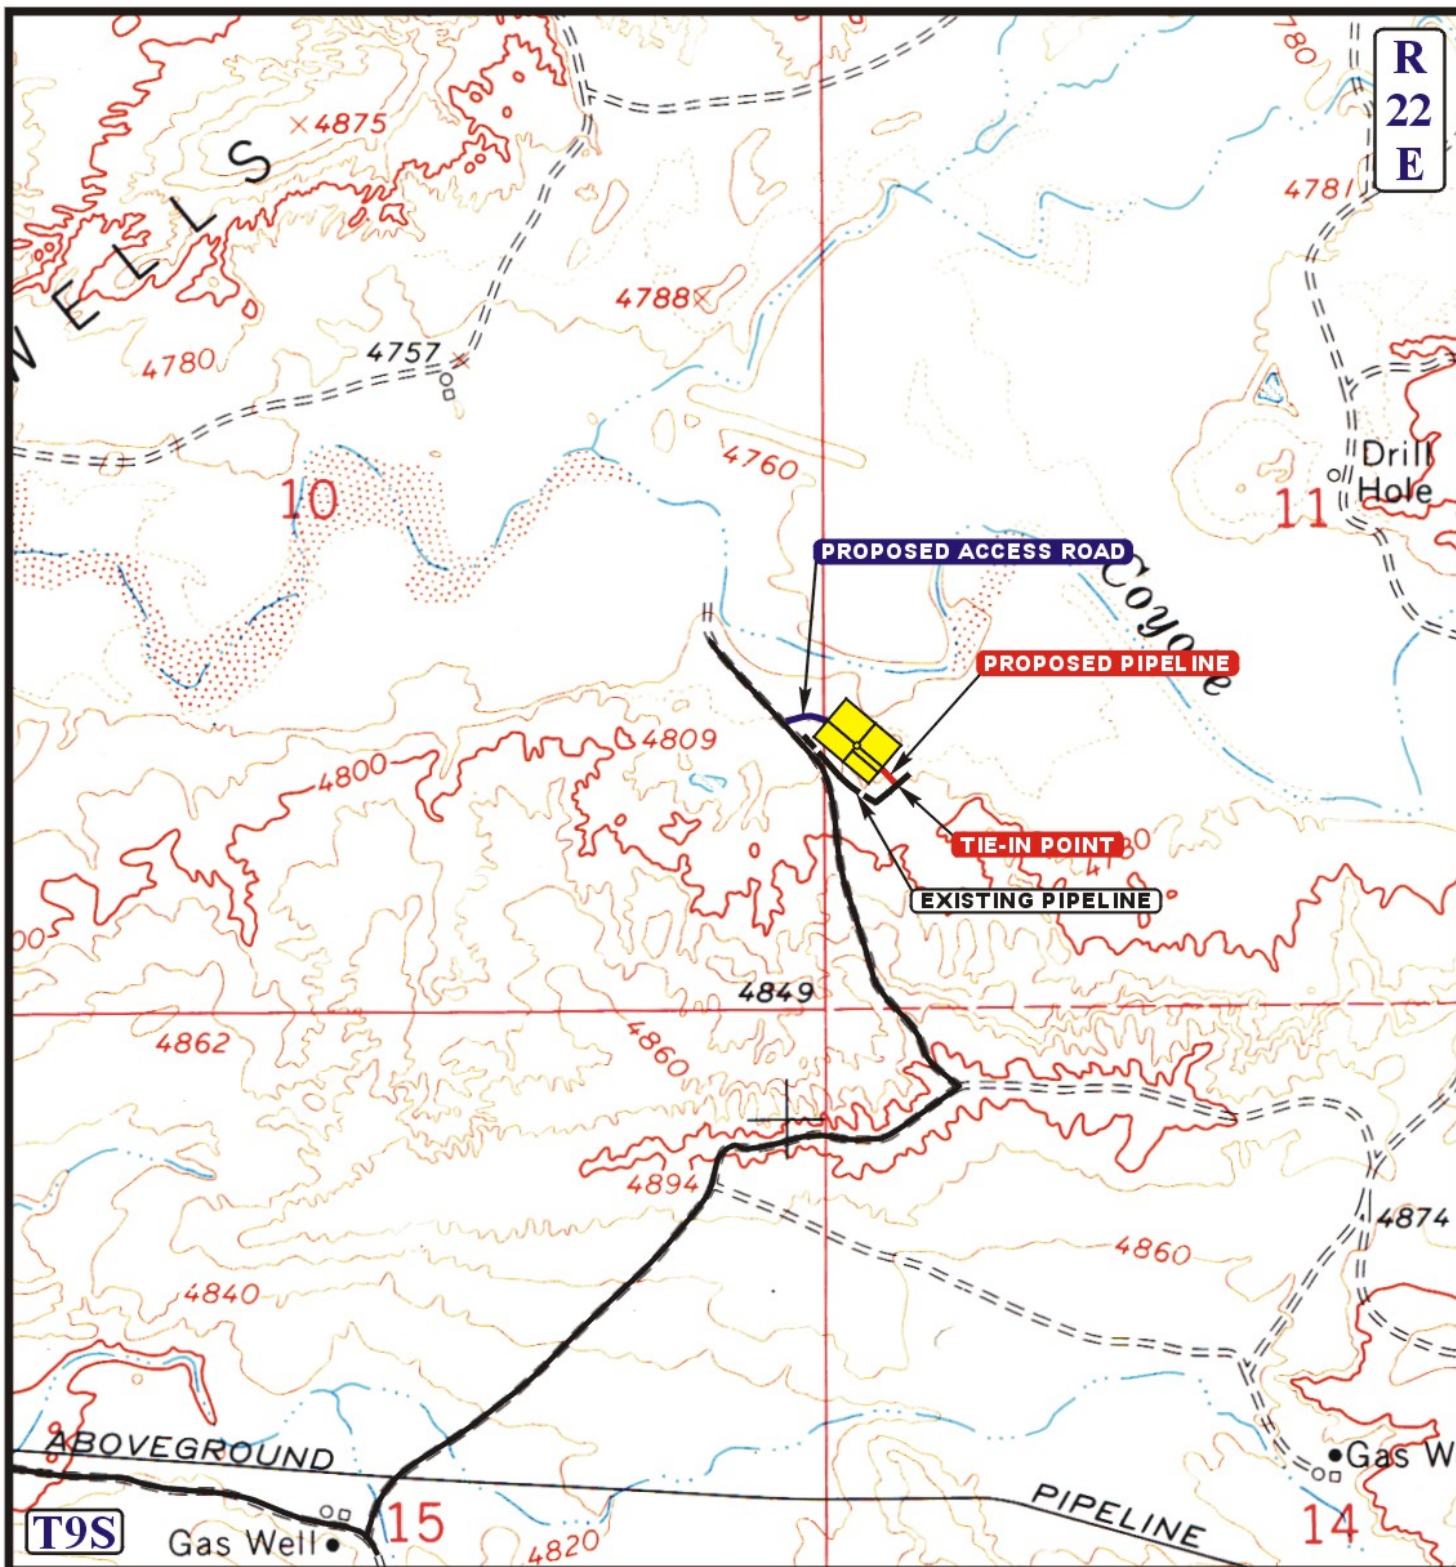 R
22
E
4875
WELLS
4781
4788
4757
4780
4760
Drill
Hole
10
11
PROPOSED ACCESS ROAD
Coyote
PROPOSED PIPELINE
4809
4800
TIE-IN POINT
EXISTING PIPELINE
4849
4862
4860
4894
4874
4860
4840
ABOVEGROUND
PIPELINE
Gas W
T9S
15
14
Gas Well
4820